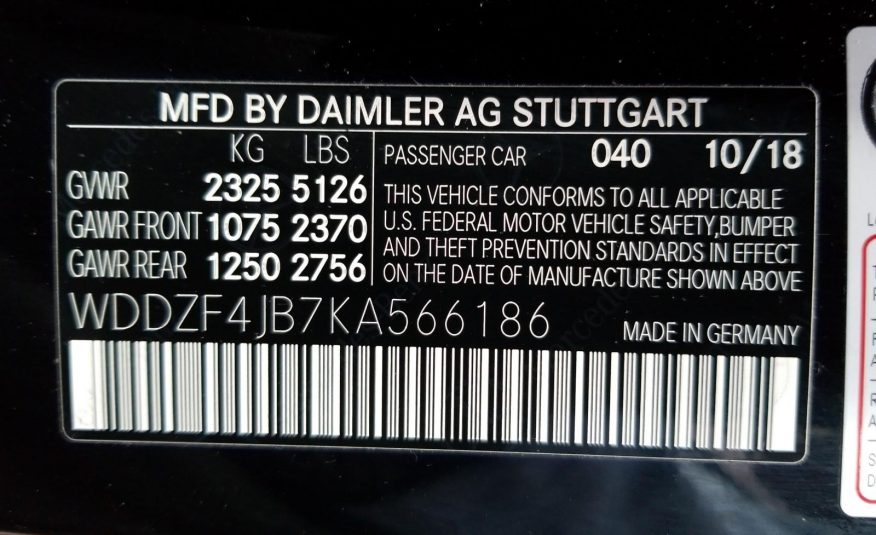 MFD BY DAIMLER AG STUTTGART
KG LBS
GVWR 2325 5126
GAWR FRONT 1075 2370
GAWR REAR 1250 2756
PASSENGER CAR 040 10/18
THIS VEHICLE CONFORMS TO ALL APPLICABLE
U.S. FEDERAL MOTOR VEHICLE SAFETY,BUMPER
AND THEFT PREVENTION STANDARDS IN EFFECT
ON THE DATE OF MANUFACTURE SHOWN ABOVE
WDDZF4JB7KA566186
MADE IN GERMANY